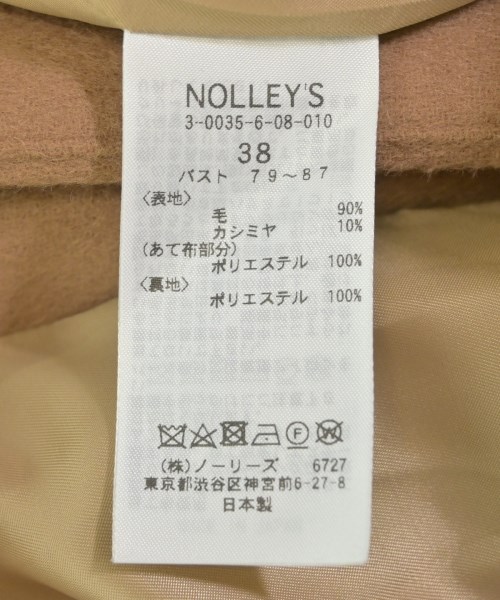 NOLLEY'S
3-0035-6-08-010
38
バスト 79～87
〈表地〉
毛 90%
カシミヤ 10%
(あて布部分)
ポリエステル 100%
〈裏地〉
ポリエステル 100%
F W
(株)ノーリーズ 6727
東京都渋谷区神宮前6-27-8
日本製